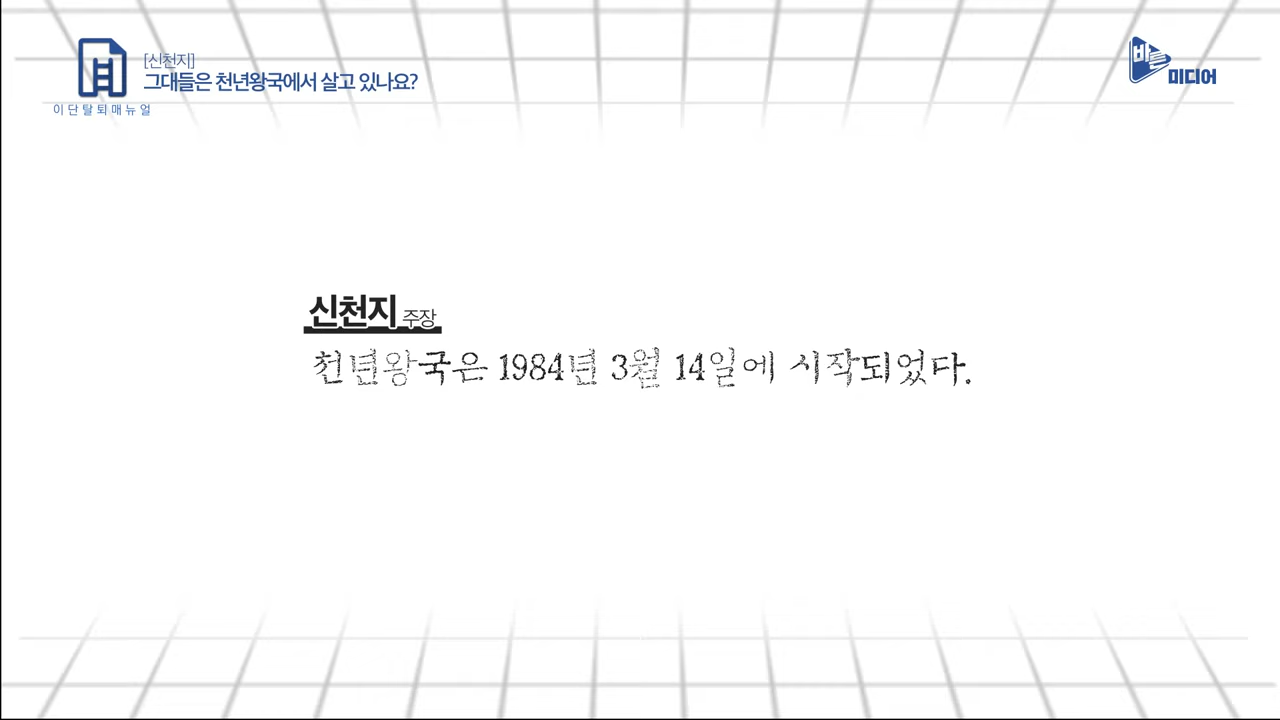 [신천지]
그대들은 천년왕국에서 살고 있나요?
이단탈퇴매뉴얼
바른
미디어
신천지 주장
천년왕국은 1984년 3월 14일에 시작되었다.